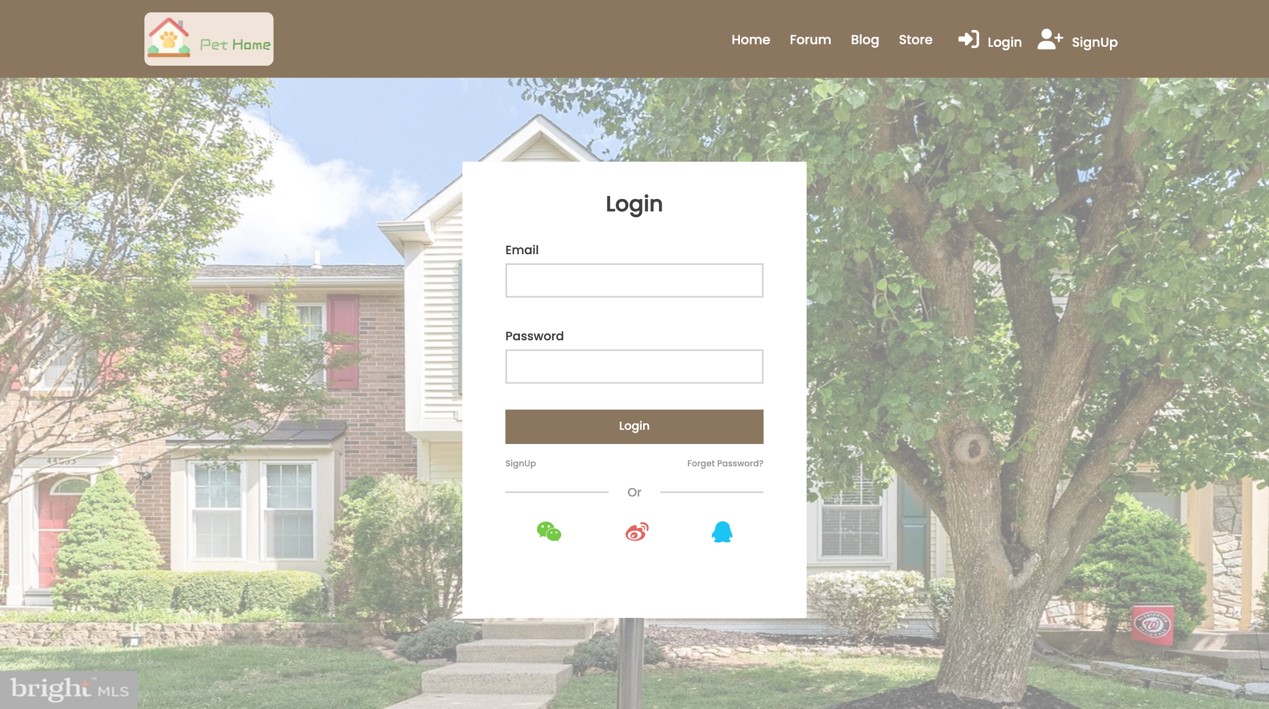 Pet Home
Home Forum Blog Store Login SignUp
Login
Email
Password
Login
SignUp Forget Password?
Or
bright MLS